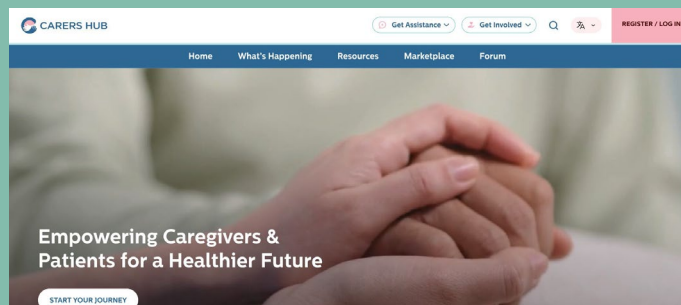 CARERS HUB
Get Assistance
Get Involved
REGISTER / LOG IN
Home
What's Happening
Resources
Marketplace
Forum
Empowering Caregivers &
Patients for a Healthier Future
START YOUR JOURNEY